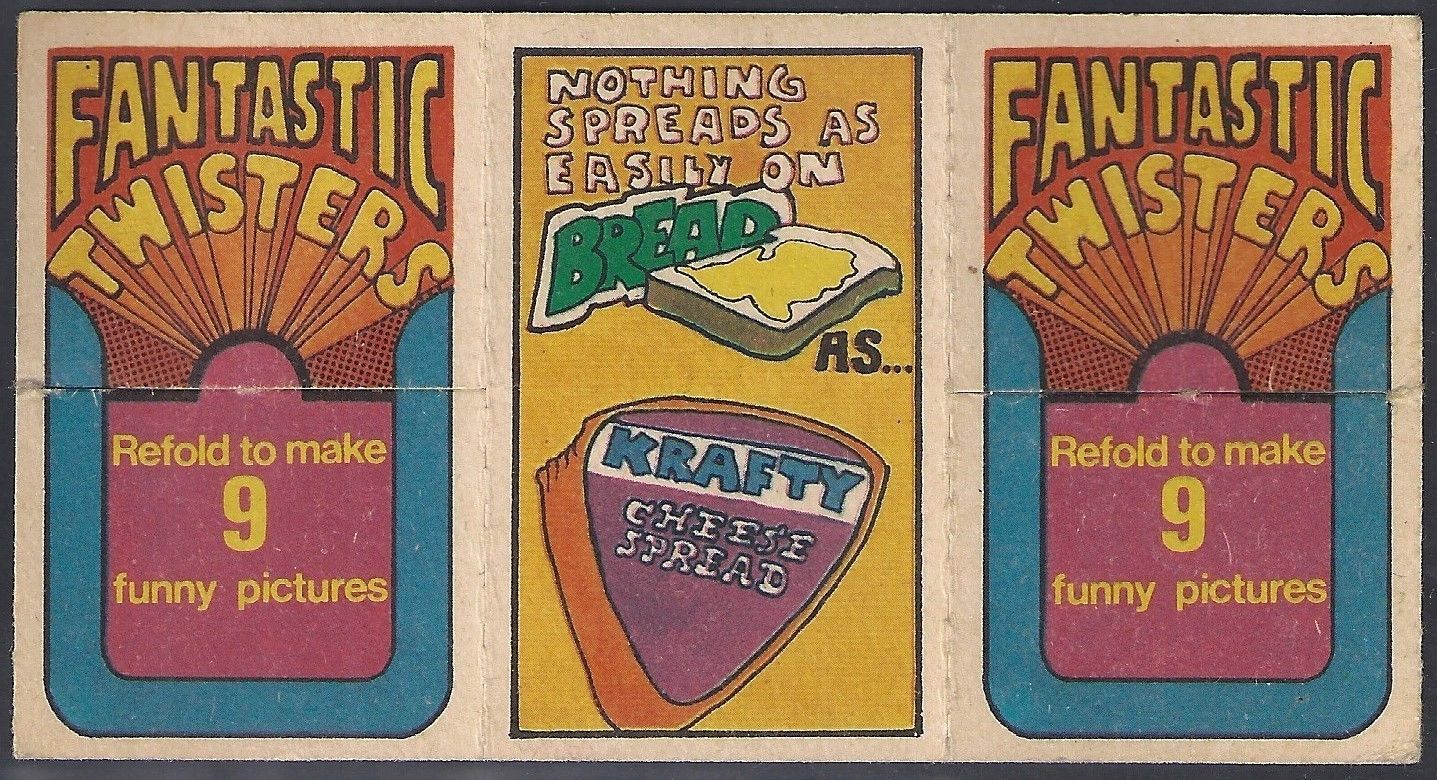 FANTASTIC
TWISTERS
Refold to make
9
funny pictures
NOTHING
SPREADS AS
EASILY ON
BREAD
AS...
KRAFTY
CHEESE
SPREAD
FANTASTIC
TWISTERS
Refold to make
9
funny pictures